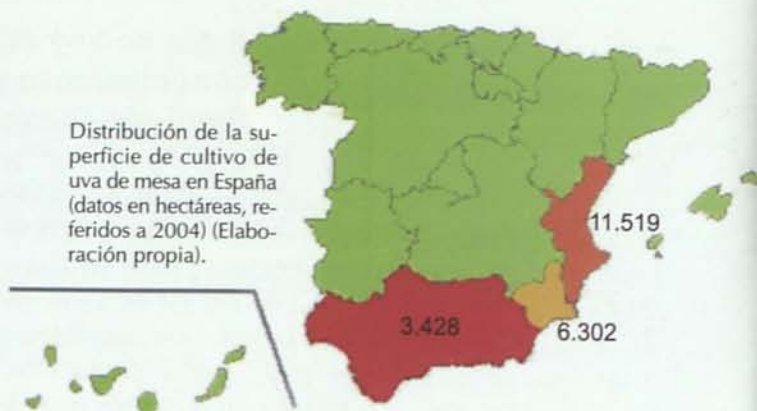 Distribución de la su-
perficie de cultivo de
uva de mesa en España
(datos en hectáreas, re-
feridos a 2004) (Elabo-
ración propia).
11.519
3.428
6.302